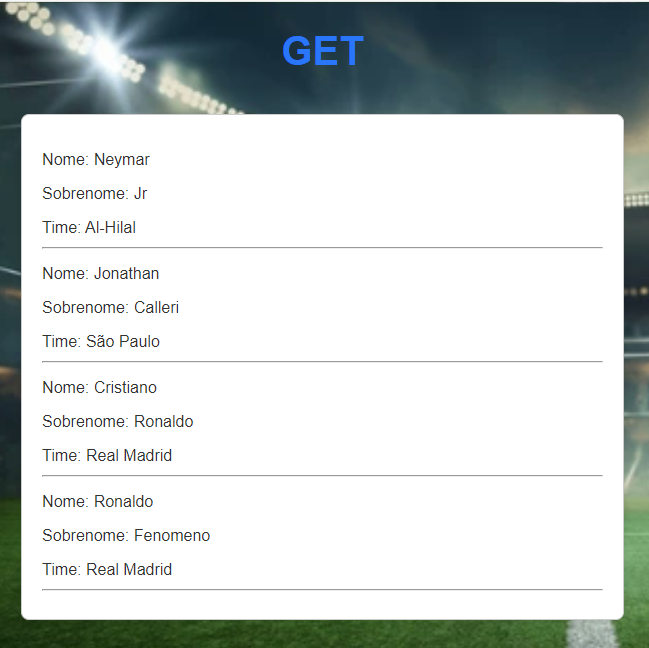 GET
Nome: Neymar
Sobrenome: Jr
Time: Al-Hilal
Nome: Jonathan
Sobrenome: Calleri
Time: São Paulo
Nome: Cristiano
Sobrenome: Ronaldo
Time: Real Madrid
Nome: Ronaldo
Sobrenome: Fenomeno
Time: Real Madrid